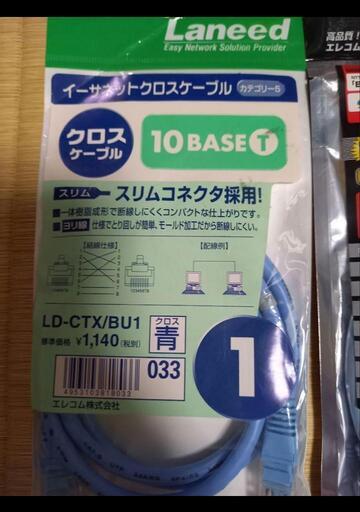 Laneed
Easy Network Solution Provider
イーサネットクロスケーブル カテゴリー5
クロス
ケーブル
10 BASE T
スリム スリムコネクタ採用!
一体樹脂成形で断線しにくくコンパクトな仕上がりです。
ヨリ線 仕様でとり回しが簡単、モールド加工だから断線しにくい。
【結線仕様】 【配線例】
12345678 12345678
LD-CTX/BU1
標準価格 ¥1,140(税別)
クロス
青
1
033
4953103818033
エレコム株式会社
高品質!
エレコム